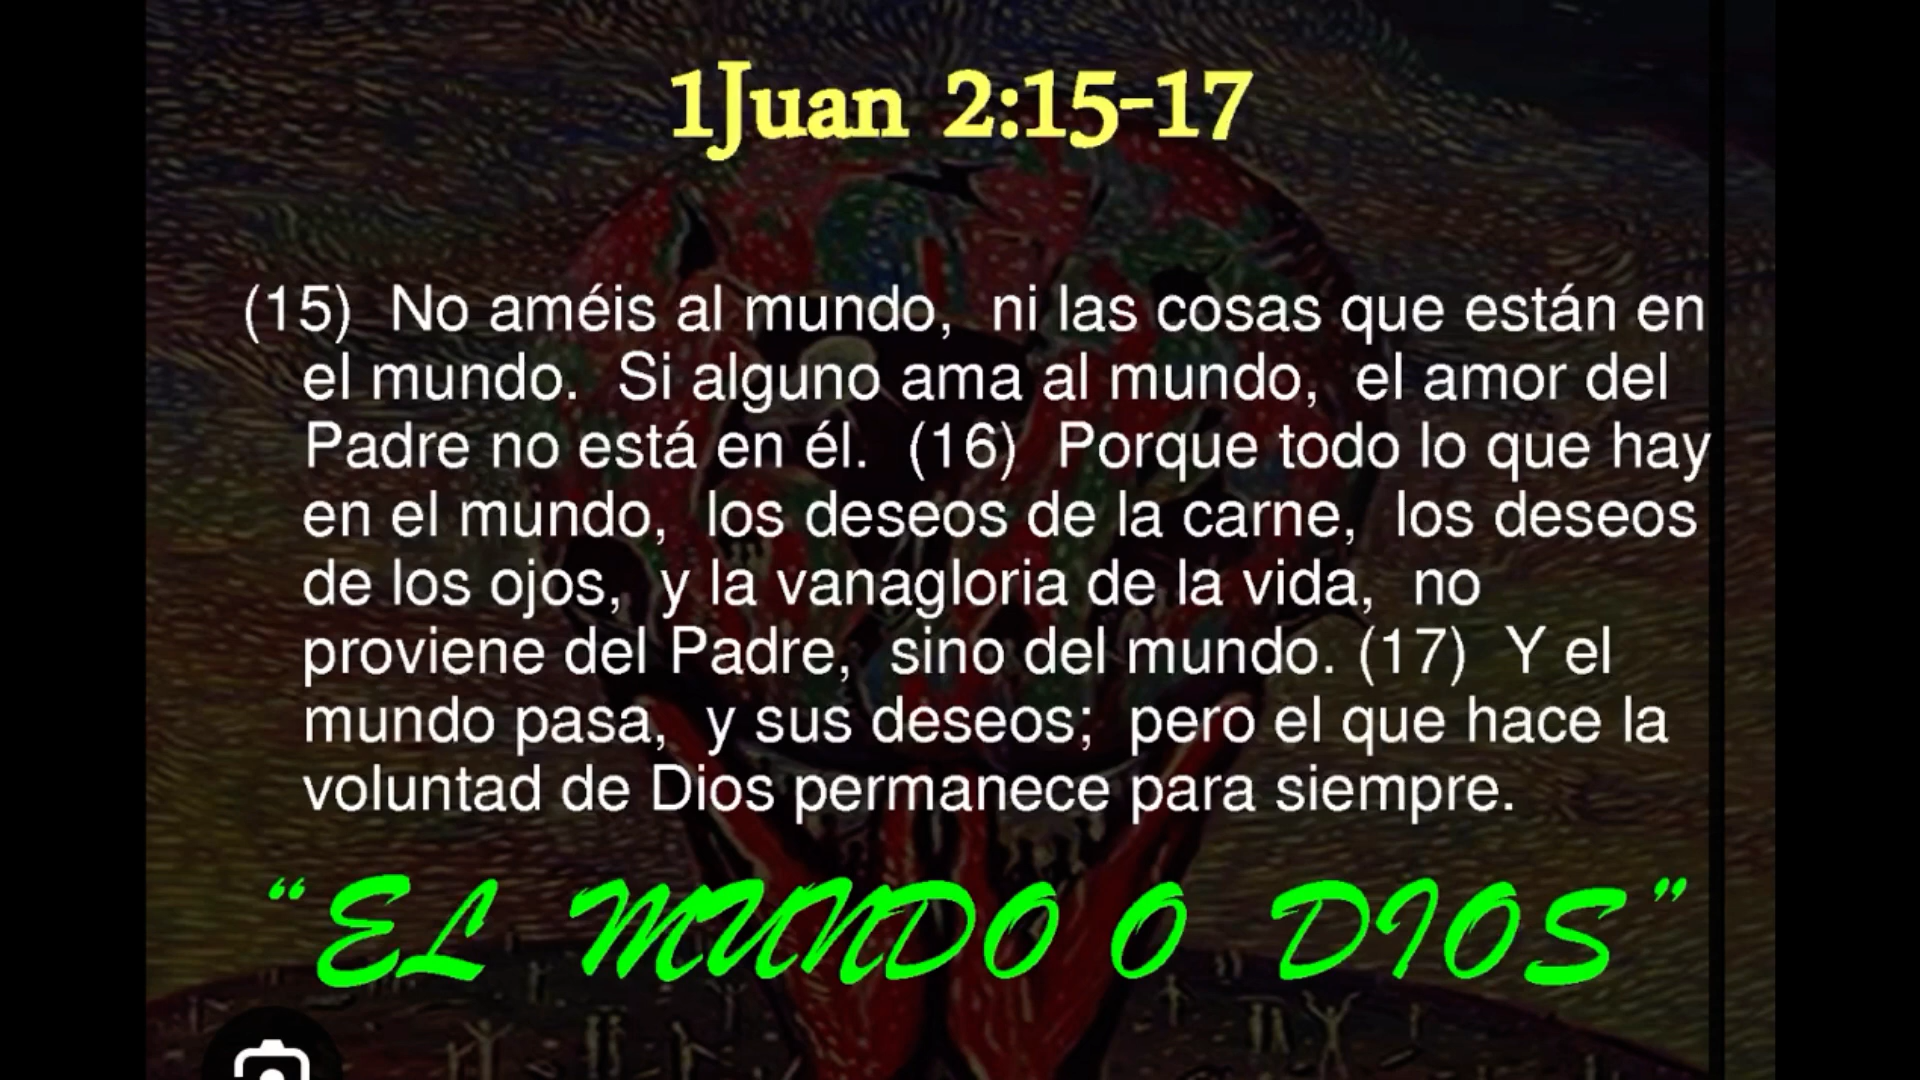 1Juan 2:15-17
(15) No améis al mundo, ni las cosas que están en
el mundo. Si alguno ama al mundo, el amor del
Padre no está en él. (16) Porque todo lo que hay
en el mundo, los deseos de la carne, los deseos
de los ojos, y la vanagloria de la vida, no
proviene del Padre, sino del mundo. (17) Y el
mundo pasa, y sus deseos; pero el que hace la
voluntad de Dios permanece para siempre.
“EL MUNDO O DIOS”